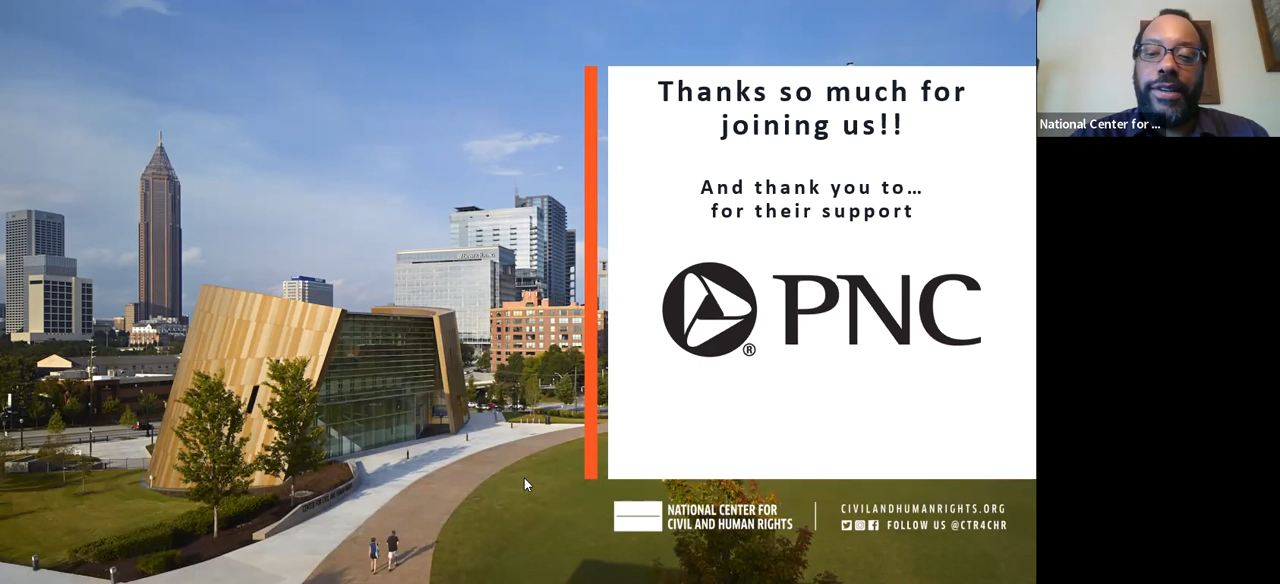 Thanks so much for
joining us!!
And thank you to…
for their support
PNC
®
NATIONAL CENTER FOR
CIVIL AND HUMAN RIGHTS
CIVILANDHUMANRIGHTS.ORG
FOLLOW US @CTR4CHR
National Center for ...